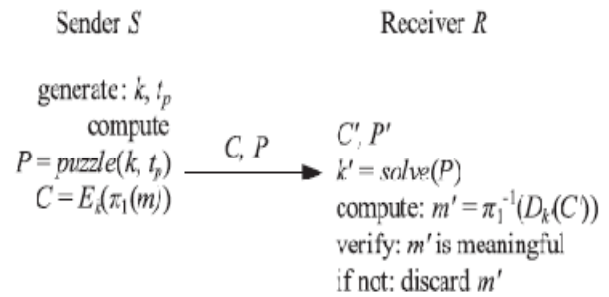 Sender S
Receiver R
generate: k, tₚ
compute
P = puzzle(k, tₚ)
C = Eₖ(π₁(m))
C, P
C′, P′
k′ = solve(P)
compute: m′ = π₁⁻¹(Dₖ(C′))
verify: m′ is meaningful
if not: discard m′